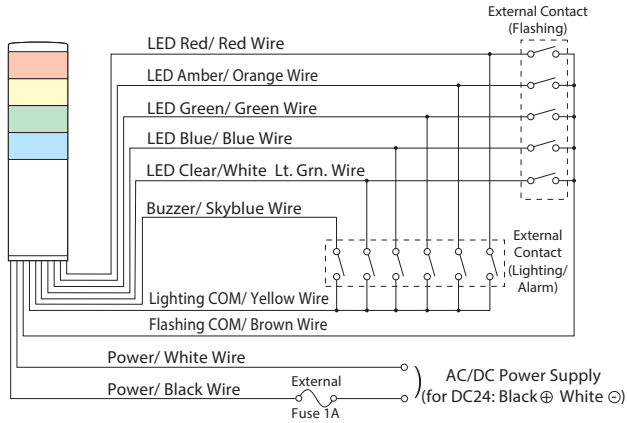 External Contact
(Flashing)
LED Red/ Red Wire
LED Amber/ Orange Wire
LED Green/ Green Wire
LED Blue/ Blue Wire
LED Clear/White  Lt. Grn. Wire
Buzzer/ Skyblue Wire
External
Contact
(Lighting/
Alarm)
Lighting COM/ Yellow Wire
Flashing COM/ Brown Wire
Power/ White Wire
Power/ Black Wire
External
Fuse 1A
AC/DC Power Supply
(for DC24: Black ⊕ White ⊖)